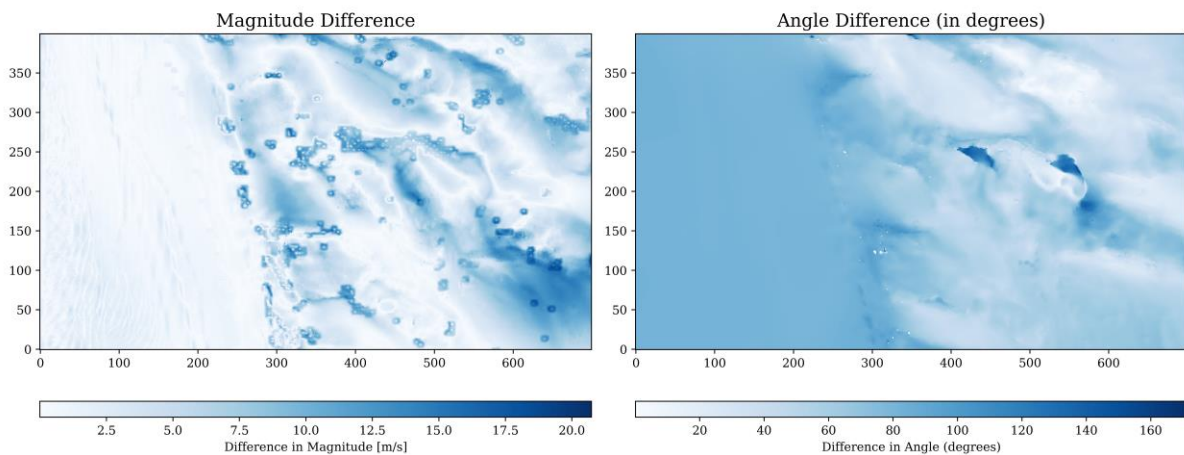 Magnitude Difference
350
300
250
200
150
100
50
0
0 100 200 300 400 500 600
2.5 5.0 7.5 10.0 12.5 15.0 17.5 20.0
Difference in Magnitude [m/s]
Angle Difference (in degrees)
350
300
250
200
150
100
50
0
0 100 200 300 400 500 600
20 40 60 80 100 120 140 160
Difference in Angle (degrees)